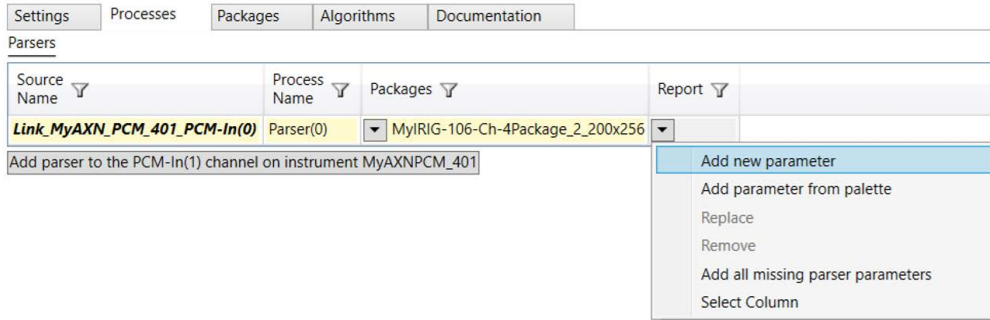 Settings Processes Packages Algorithms Documentation
Parsers
Source Name Process Name Packages Report
Link_MyAXN_PCM_401_PCM-In(0) Parser(0) MyIRIG-106-Ch-4Package_2_200x256
Add parser to the PCM-In(1) channel on instrument MyAXNPCM_401
Add new parameter
Add parameter from palette
Replace
Remove
Add all missing parser parameters
Select Column